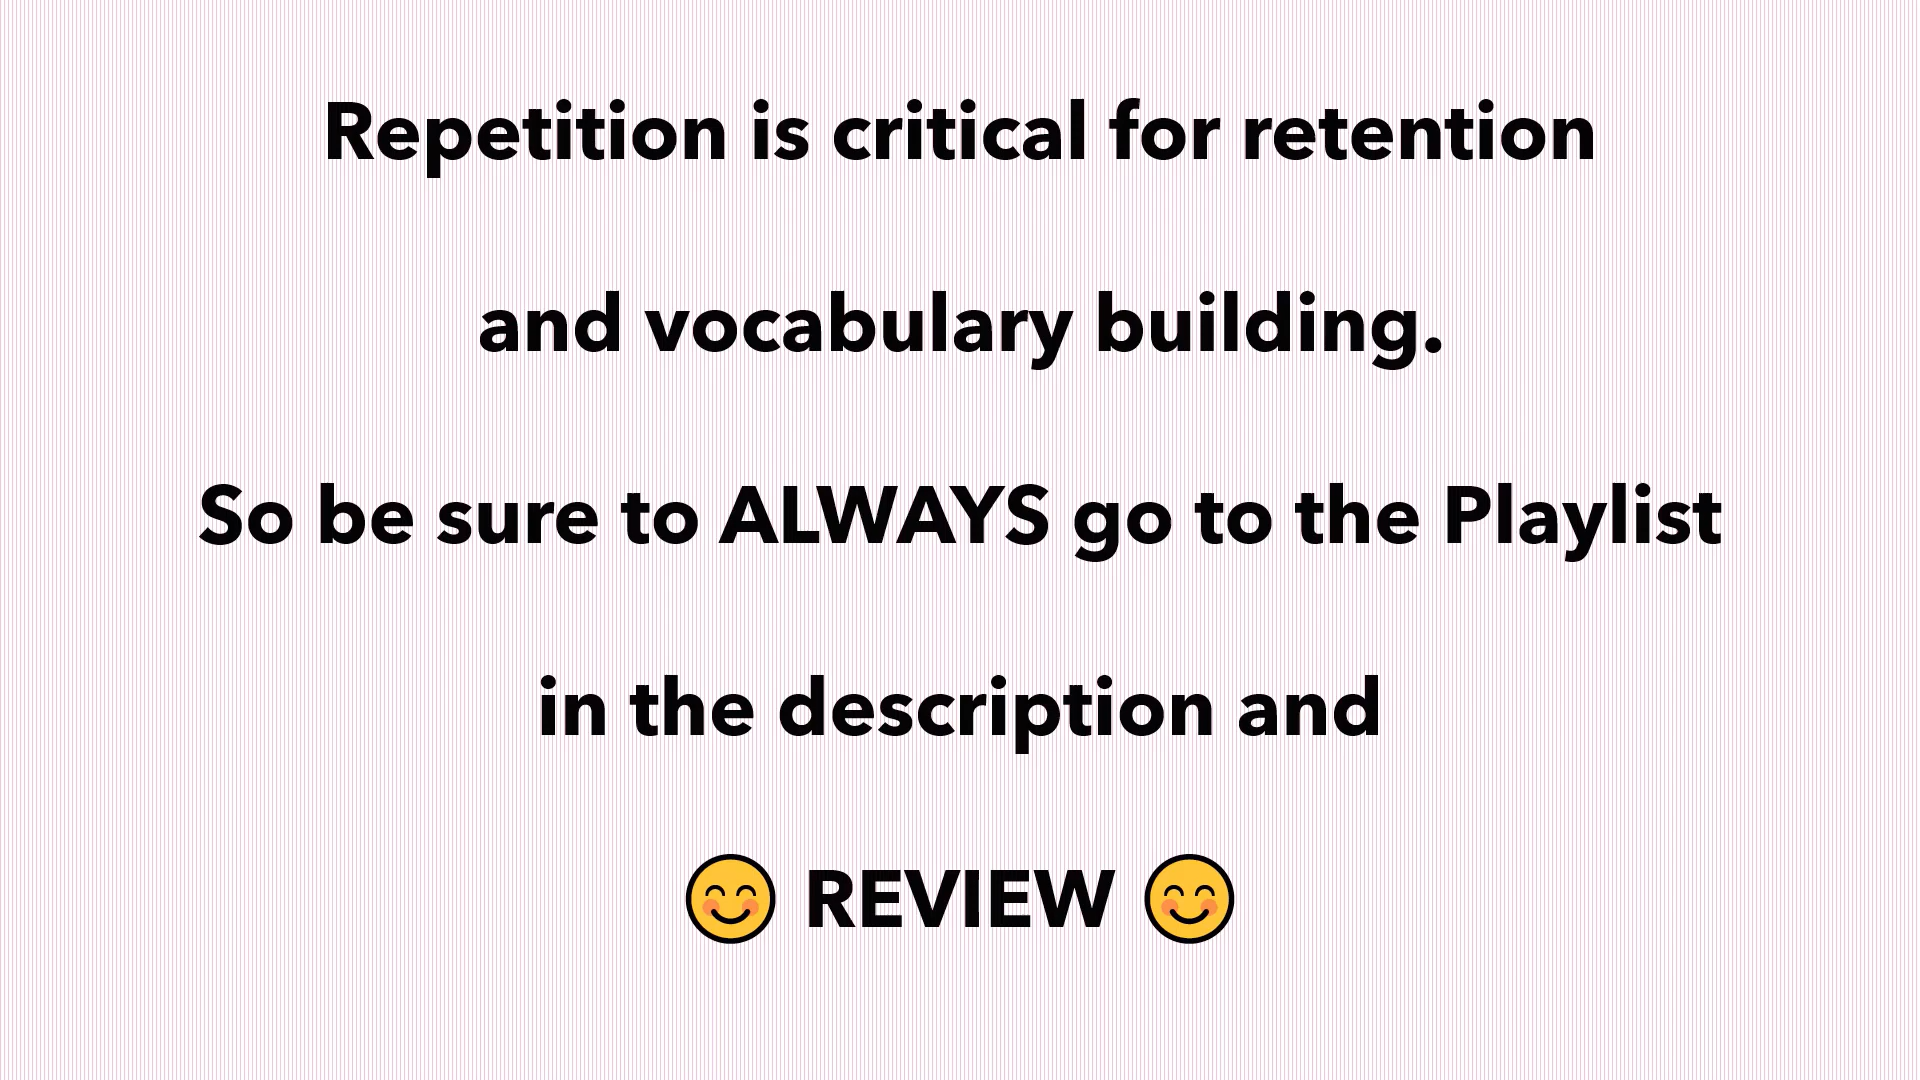 Repetition is critical for retention
and vocabulary building.
So be sure to ALWAYS go to the Playlist
in the description and
😊 REVIEW 😊